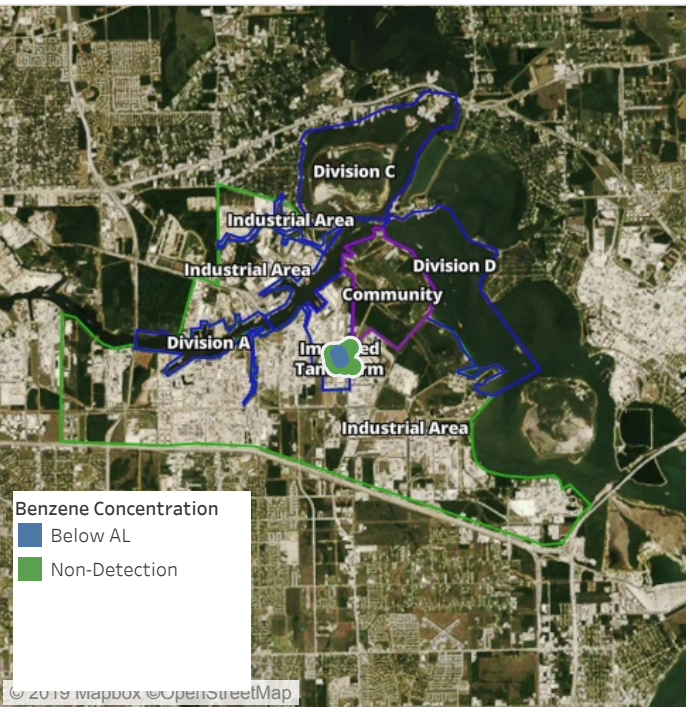 Division C
Industrial Area
Industrial Area
Division D
Community
Division A
Industrial Area
Benzene Concentration
Below AL
Non-Detection
© 2019 Mapbox ©OpenStreetMap